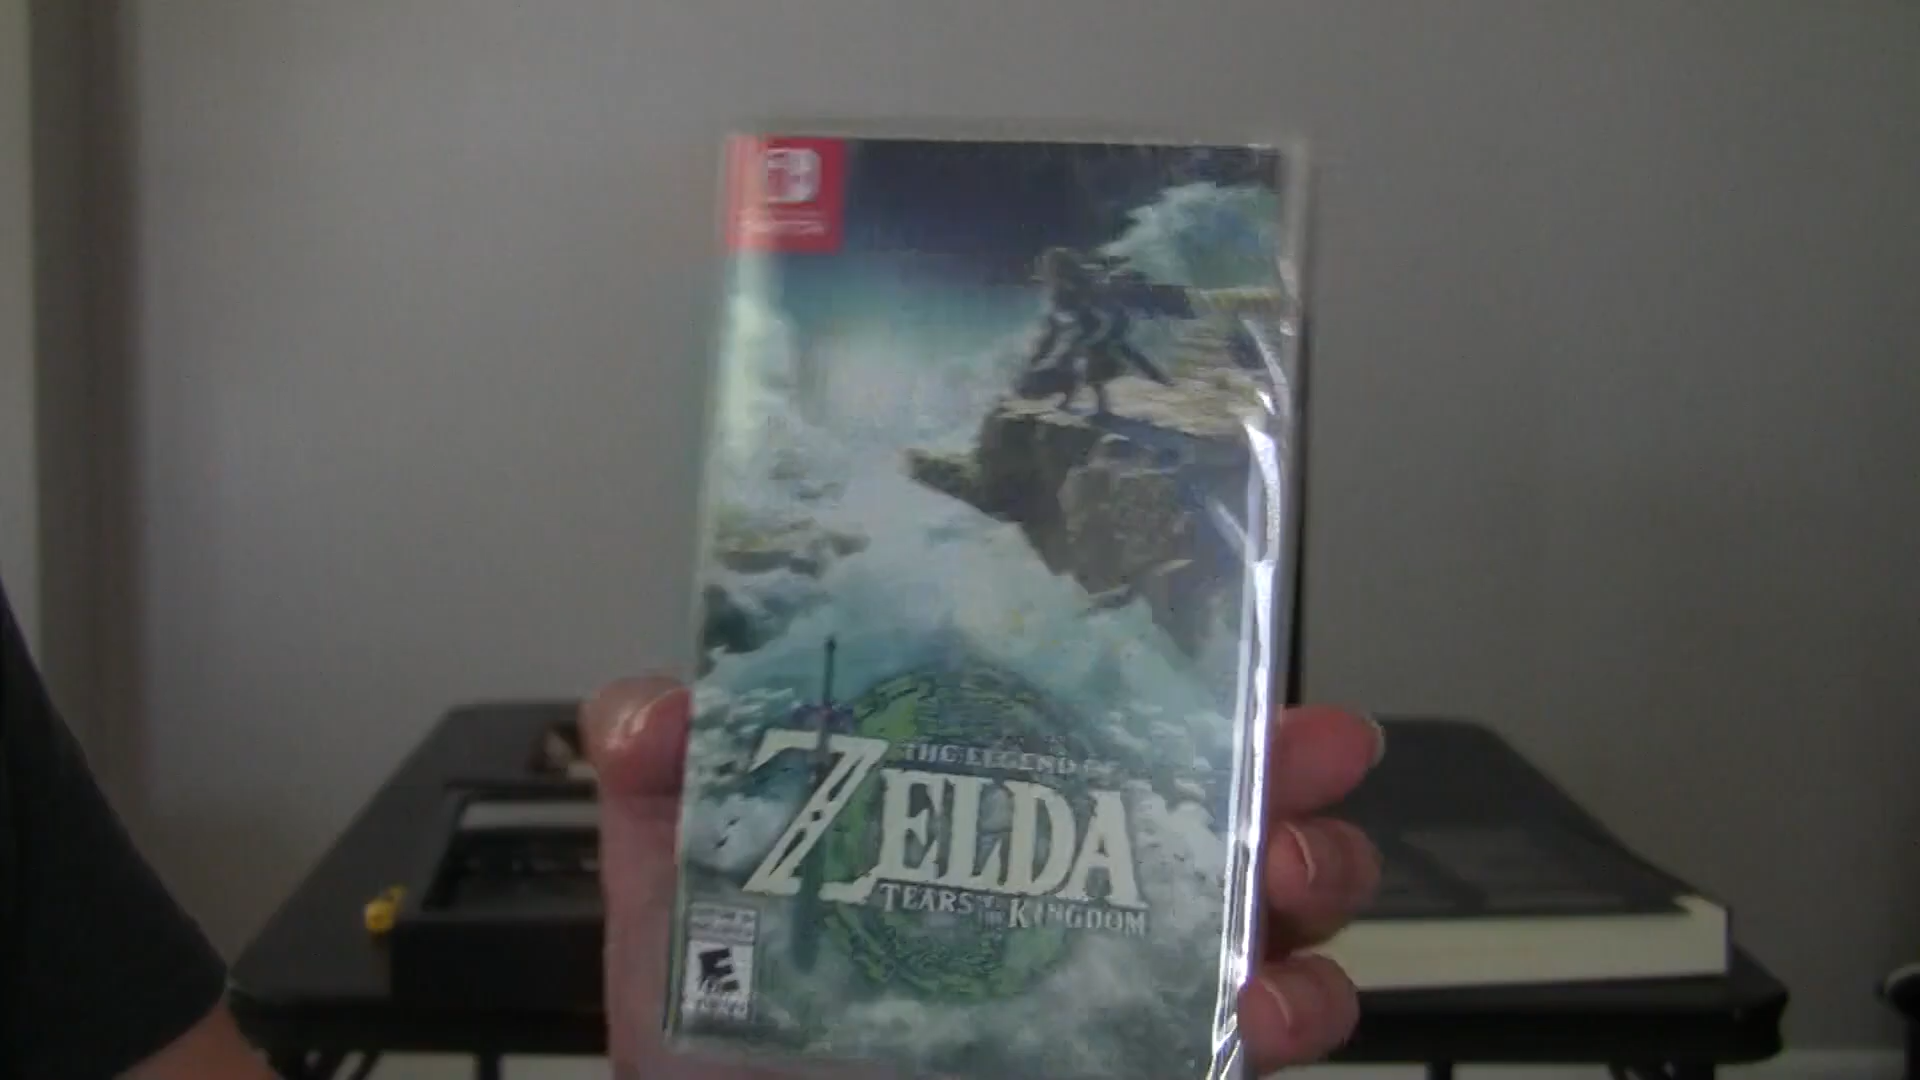 THE LEGEND OF
ZELDA
TEARS OF THE KINGDOM
E